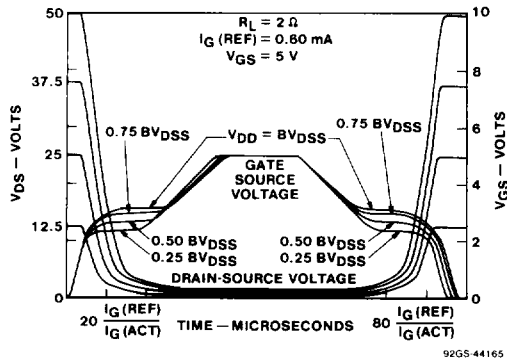 R_L = 2 Ω
I_G (REF) = 0.60 mA
V_GS = 5 V
50
37.5
25
12.5
0
V_DS – VOLTS
10
8
6
4
2
0
V_GS – VOLTS
0.75 BV_DSS
V_DD = BV_DSS
0.75 BV_DSS
GATE
SOURCE
VOLTAGE
0.50 BV_DSS
0.25 BV_DSS
0.50 BV_DSS
0.25 BV_DSS
DRAIN-SOURCE VOLTAGE
20 I_G (REF) / I_G (ACT)
TIME – MICROSECONDS
80 I_G (REF) / I_G (ACT)
92GS-44165